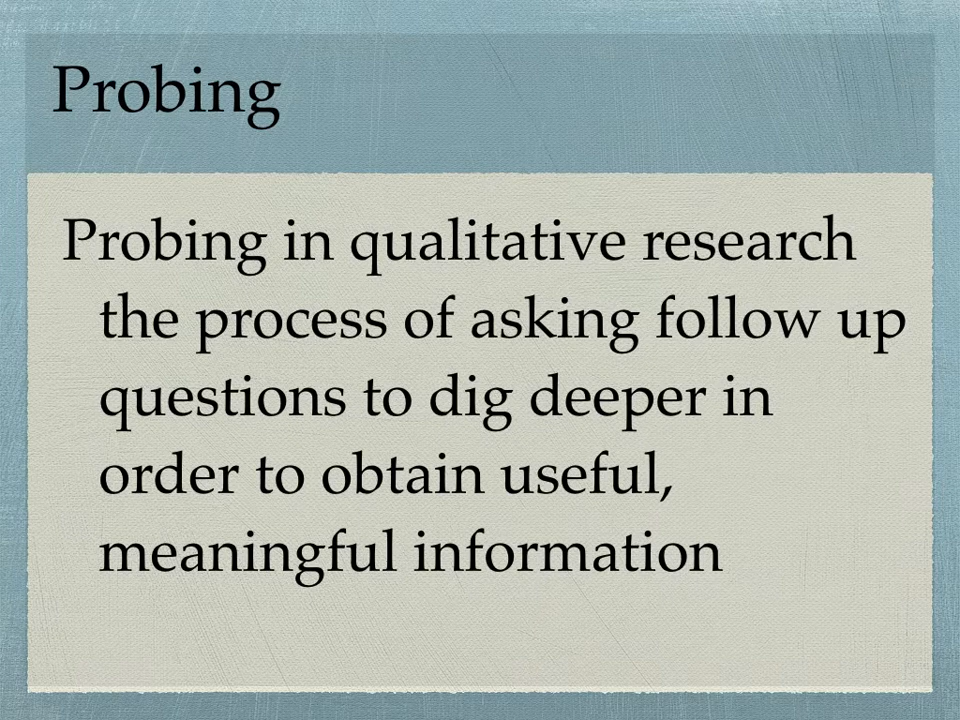 Probing
Probing in qualitative research
the process of asking follow up
questions to dig deeper in
order to obtain useful,
meaningful information